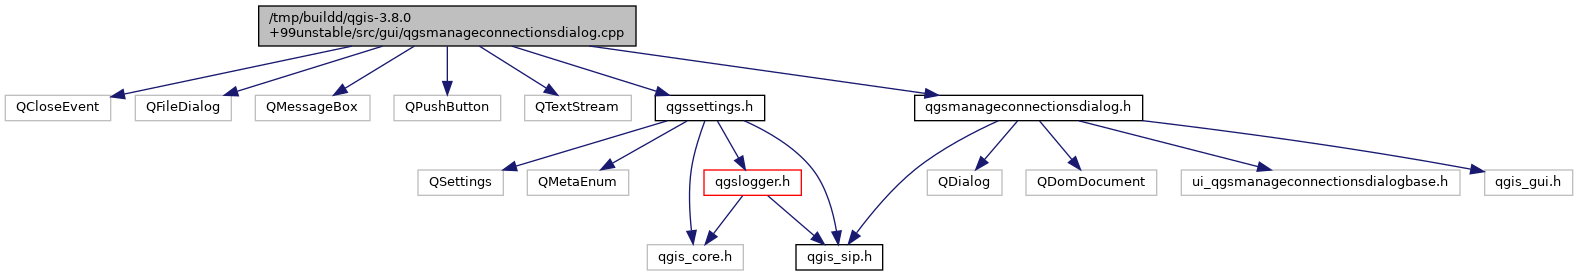 /tmp/buildd/qgis-3.8.0
+99unstable/src/gui/qgsmanageconnectionsdialog.cpp
QCloseEvent
QFileDialog
QMessageBox
QPushButton
QTextStream
qgssettings.h
qgsmanageconnectionsdialog.h
QSettings
QMetaEnum
qgslogger.h
QDialog
QDomDocument
ui_qgsmanageconnectionsdialogbase.h
qgis_gui.h
qgis_core.h
qgis_sip.h